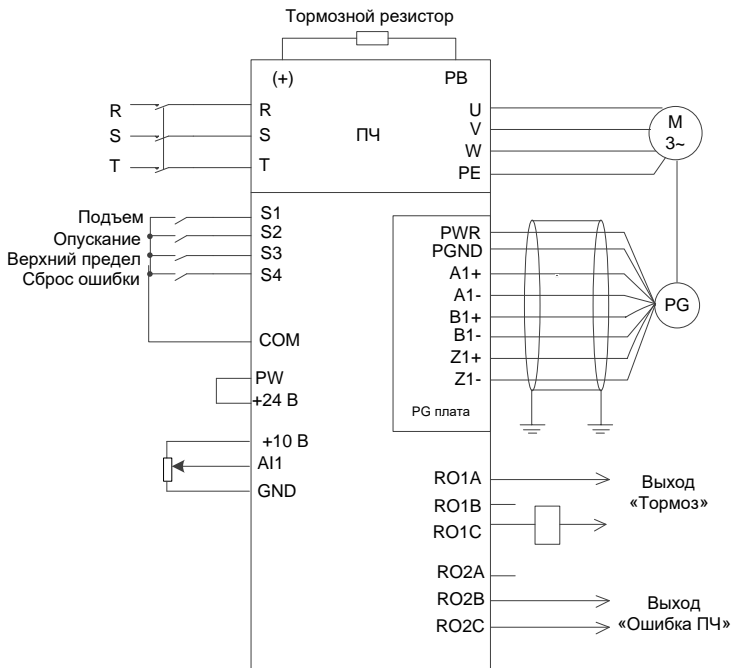 Тормозной резистор
(+)
PB
R
R
S
S
T
T
ПЧ
U
V
W
PE
M
3~
Подъем
S1
Опускание
S2
Верхний предел
S3
Сброс ошибки
S4
COM
PW
+24 В
+10 В
AI1
GND
PWR
PGND
A1+
A1-
B1+
B1-
Z1+
Z1-
PG плата
PG
RO1A
RO1B
RO1C
Выход
«Тормоз»
RO2A
RO2B
RO2C
Выход
«Ошибка ПЧ»